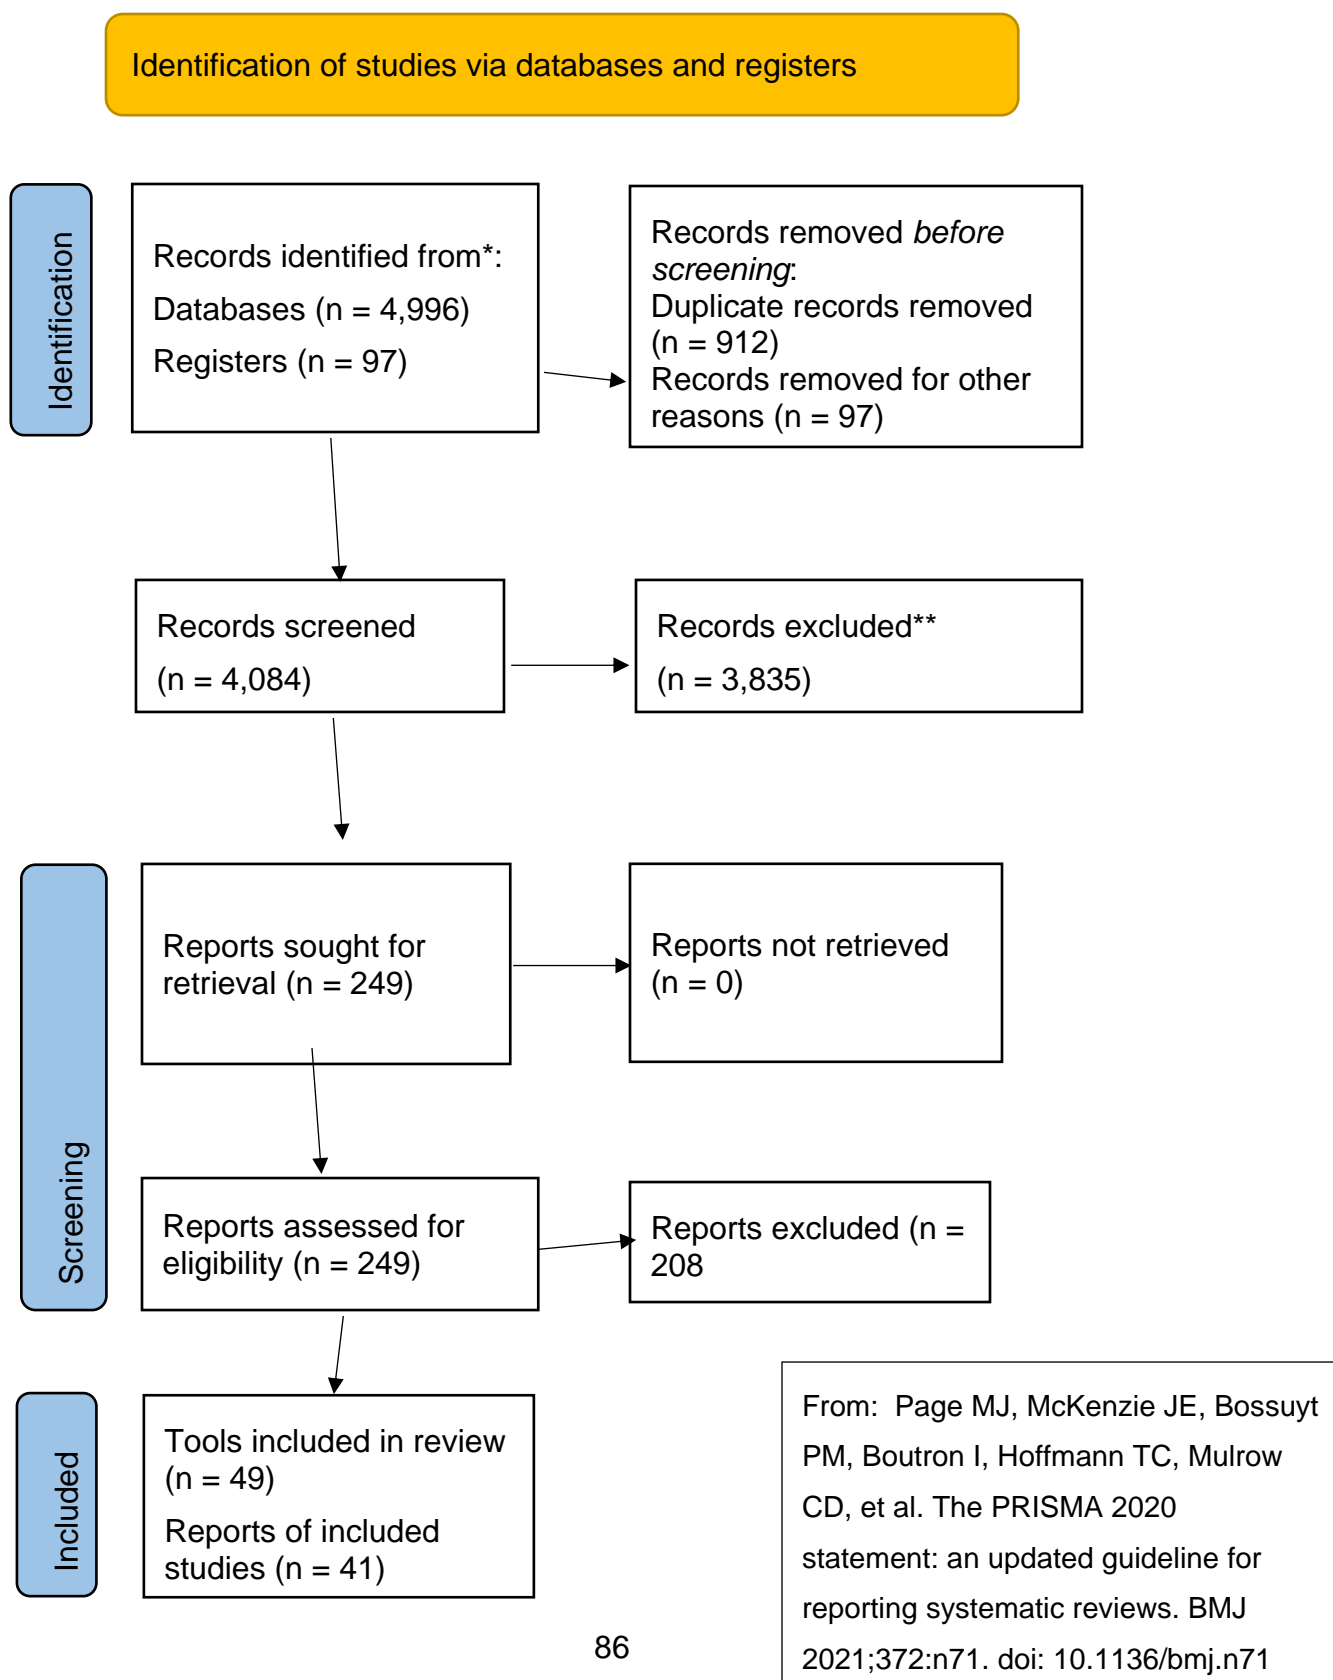 Identification of studies via databases and registers
Identification
Records identified from*:
Databases (n = 4,996)
Registers (n = 97)
Records removed before
screening:
Duplicate records removed
(n = 912)
Records removed for other
reasons (n = 97)
Records screened
(n = 4,084)
Records excluded**
(n = 3,835)
Screening
Reports sought for
retrieval (n = 249)
Reports not retrieved
(n = 0)
Reports assessed for
eligibility (n = 249)
Reports excluded (n =
208
Included
Tools included in review
(n = 49)
Reports of included
studies (n = 41)
From:  Page MJ, McKenzie JE, Bossuyt
PM, Boutron I, Hoffmann TC, Mulrow
CD, et al. The PRISMA 2020
statement: an updated guideline for
reporting systematic reviews. BMJ
2021;372:n71. doi: 10.1136/bmj.n71
86